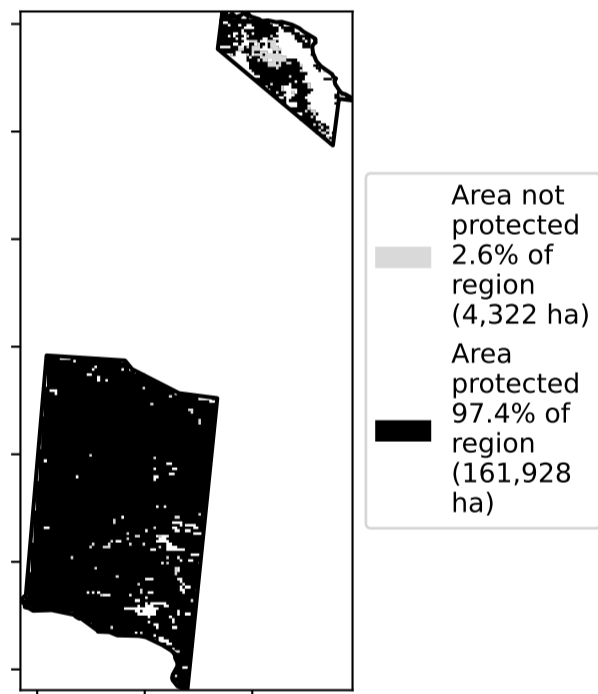 Area not
protected
2.6% of
region
(4,322 ha)
Area
protected
97.4% of
region
(161,928
ha)